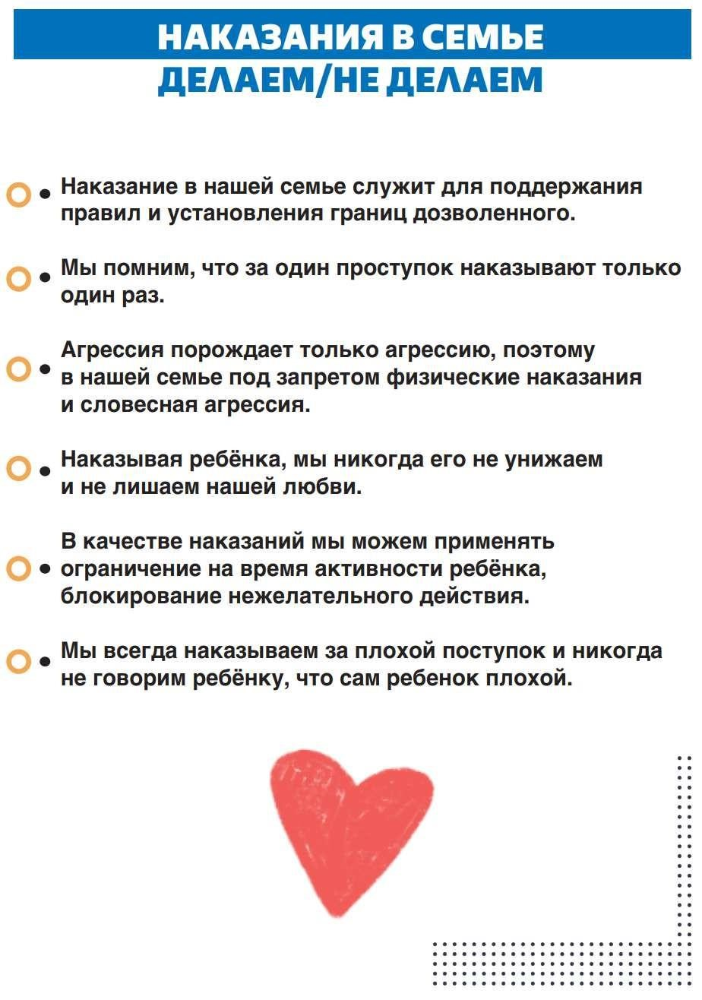 НАКАЗАНИЯ В СЕМЬЕ
ДЕЛАЕМ/НЕ ДЕЛАЕМ
• Наказание в нашей семье служит для поддержания
правил и установления границ дозволенного.
• Мы помним, что за один проступок наказывают только
один раз.
• Агрессия порождает только агрессию, поэтому
в нашей семье под запретом физические наказания
и словесная агрессия.
• Наказывая ребёнка, мы никогда его не унижаем
и не лишаем нашей любви.
• В качестве наказаний мы можем применять
ограничение на время активности ребёнка,
блокирование нежелательного действия.
• Мы всегда наказываем за плохой поступок и никогда
не говорим ребёнку, что сам ребенок плохой.